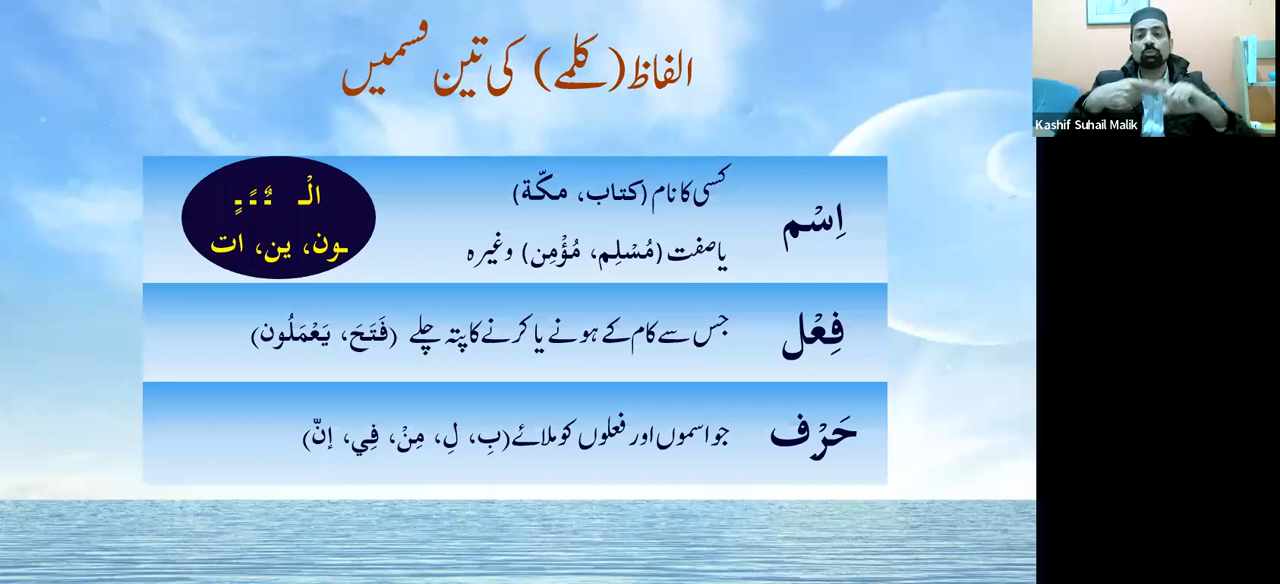 الفاظ (کلمے) کی تین قسمیں
Kashif Suhail Malik
اِسْم
کسی کا نام (کتاب، مکّة)
یا صفت (مُسْلِم، مُؤْمِن) وغیرہ
الْـ ـٌ ـً ـٍ
ـون، ین، ات
فِعْل
جس سے کام کے ہونے یا کرنے کا پتہ چلے (فَتَحَ، يَعْمَلُون)
حَرْف
جو اسموں اور فعلوں کو ملائے (بِ، لِ، مِنْ، فِي، إنّ)